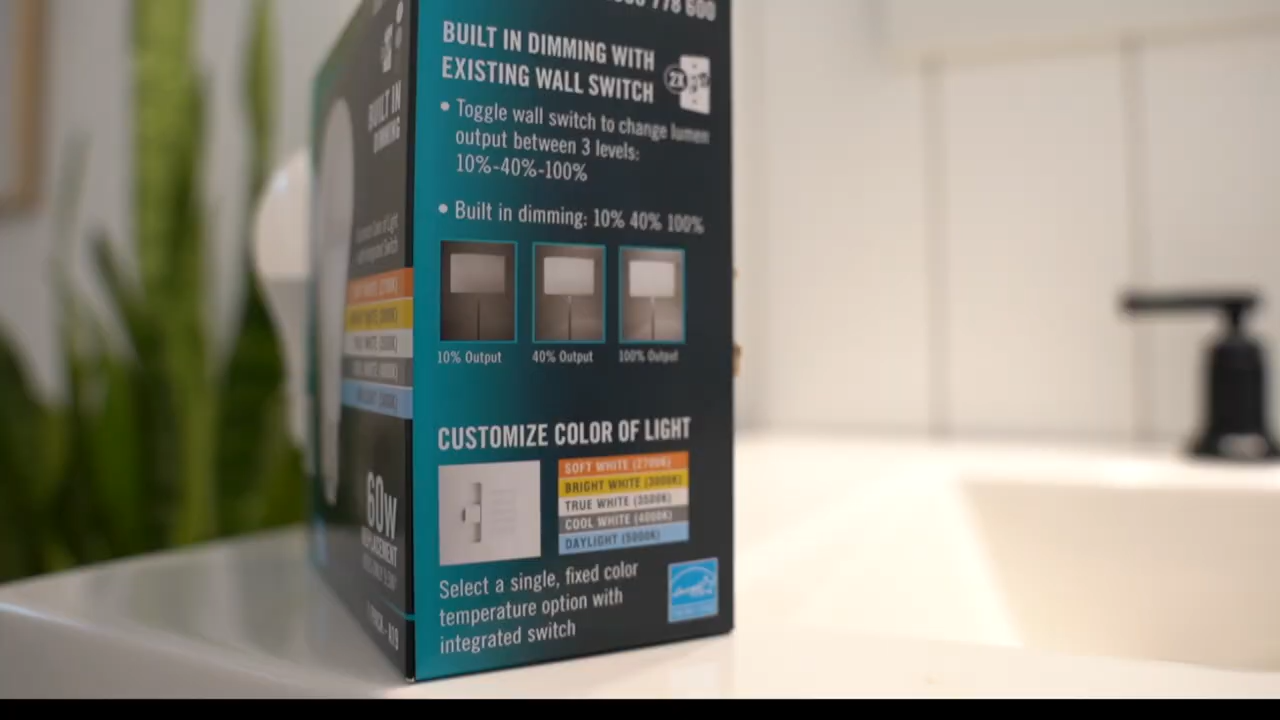 778 600
BUILT IN DIMMING WITH
EXISTING WALL SWITCH
2X
• Toggle wall switch to change lumen
output between 3 levels:
10%-40%-100%
• Built in dimming: 10% 40% 100%
10% Output
40% Output
100% Output
CUSTOMIZE COLOR OF LIGHT
SOFT WHITE (2700K)
BRIGHT WHITE (3000K)
TRUE WHITE (3500K)
COOL WHITE (4000K)
DAYLIGHT (5000K)
Select a single, fixed color
temperature option with
integrated switch
BUILT IN
DIMMING
60W
REPLACEMENT